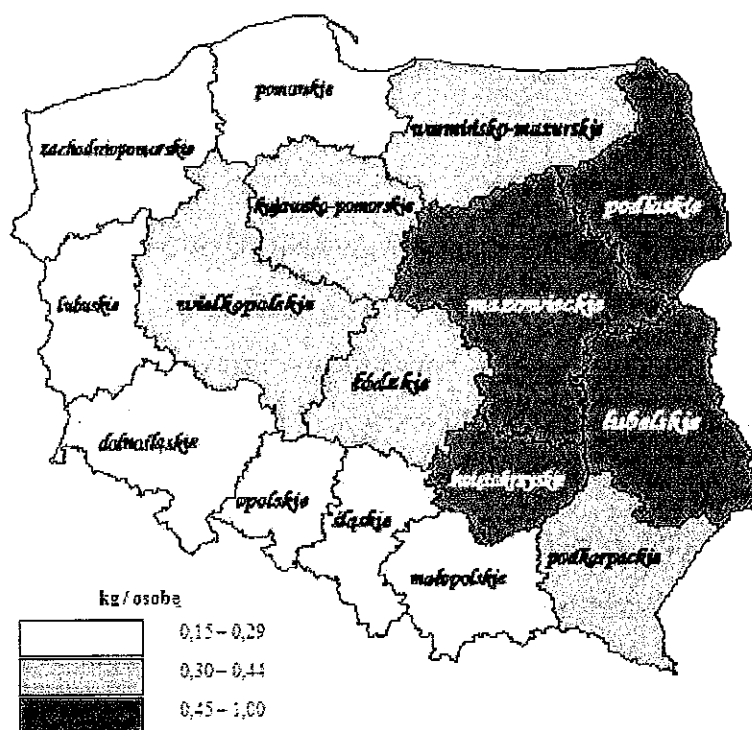 pomorskie
zachodniopomorskie
warmińsko-mazurskie
podlaskie
kujawsko-pomorskie
lubuskie
wielkopolskie
mazowieckie
łódzkie
lubelskie
dolnośląskie
opolskie
śląskie
świętokrzyskie
małopolskie
podkarpackie
kg / osobę
0,15 – 0,29
0,30 – 0,44
0,45 – 1,00